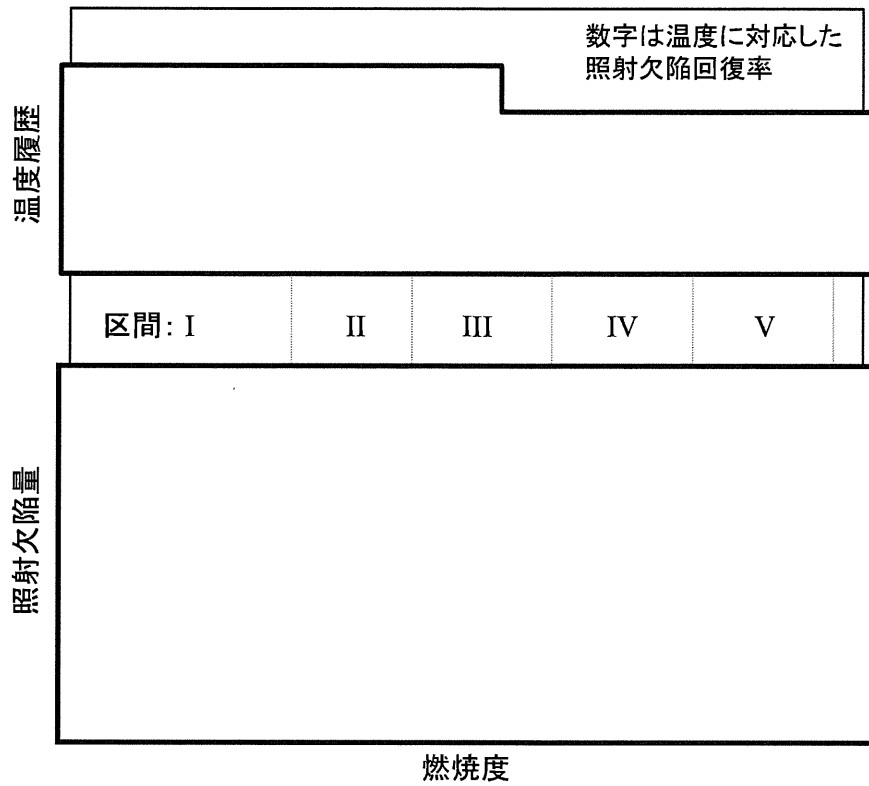 数字は温度に対応した
照射欠陥回復率
温度履歴
区間: I
II
III
IV
V
照射欠陥量
燃焼度